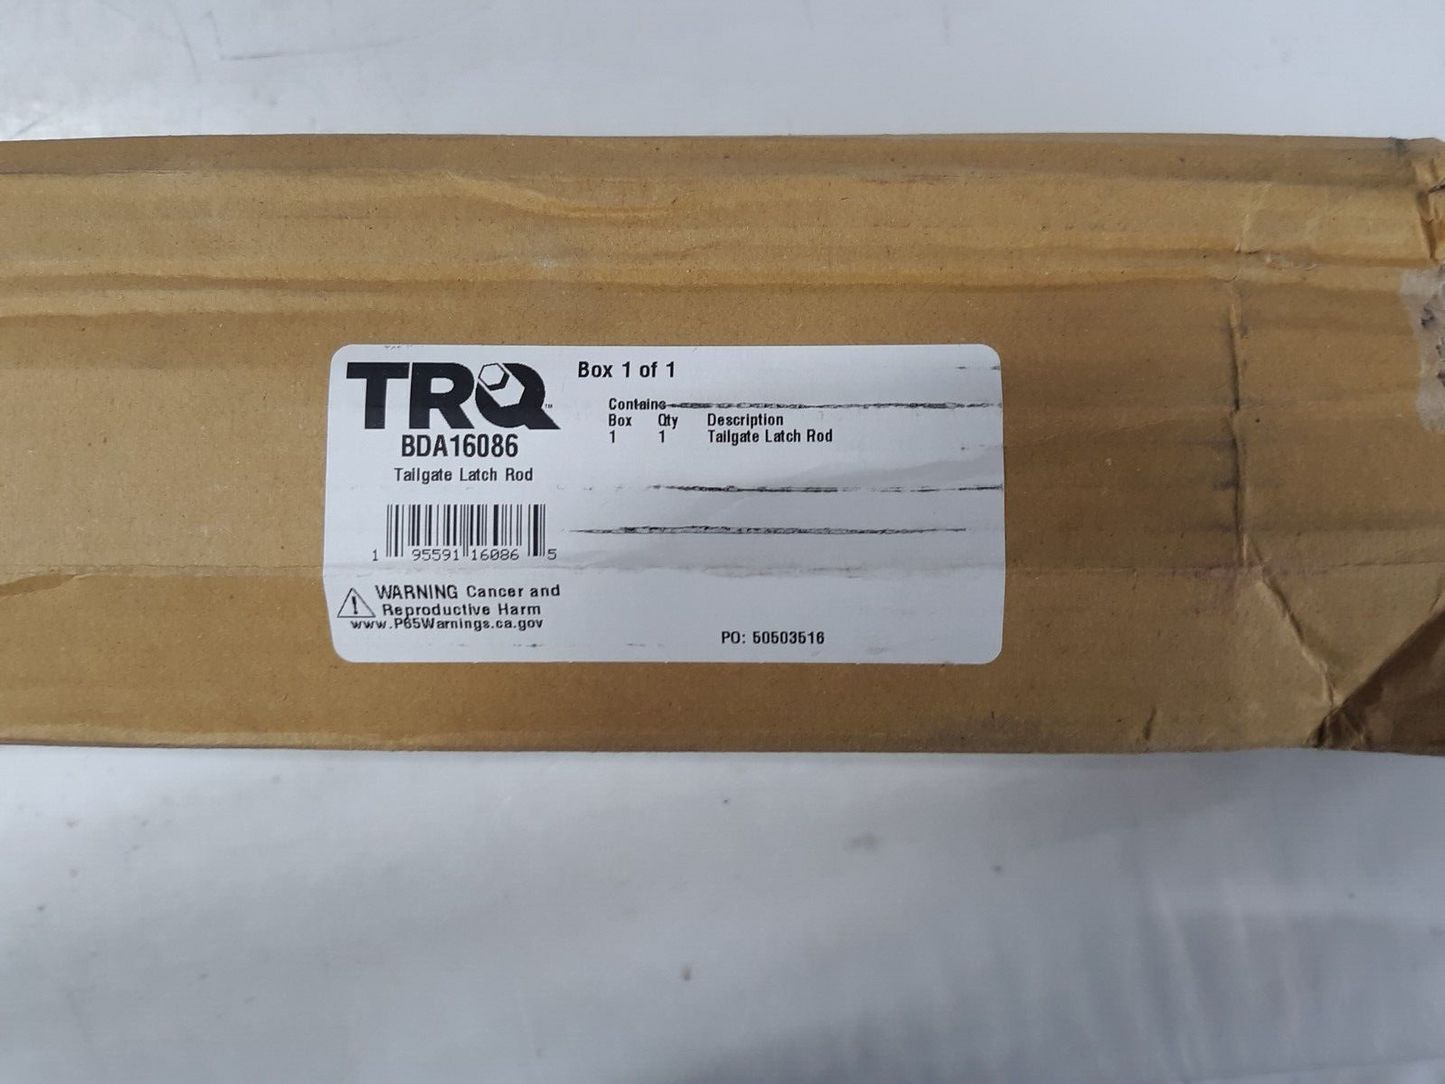 TRQ™
BDA16086
Tailgate Latch Rod
1 95591 16086 5
WARNING Cancer and
Reproductive Harm
www.P65Warnings.ca.gov
Box 1 of 1
Contains
Box Qty Description
1 1 Tailgate Latch Rod
PO: 50503516